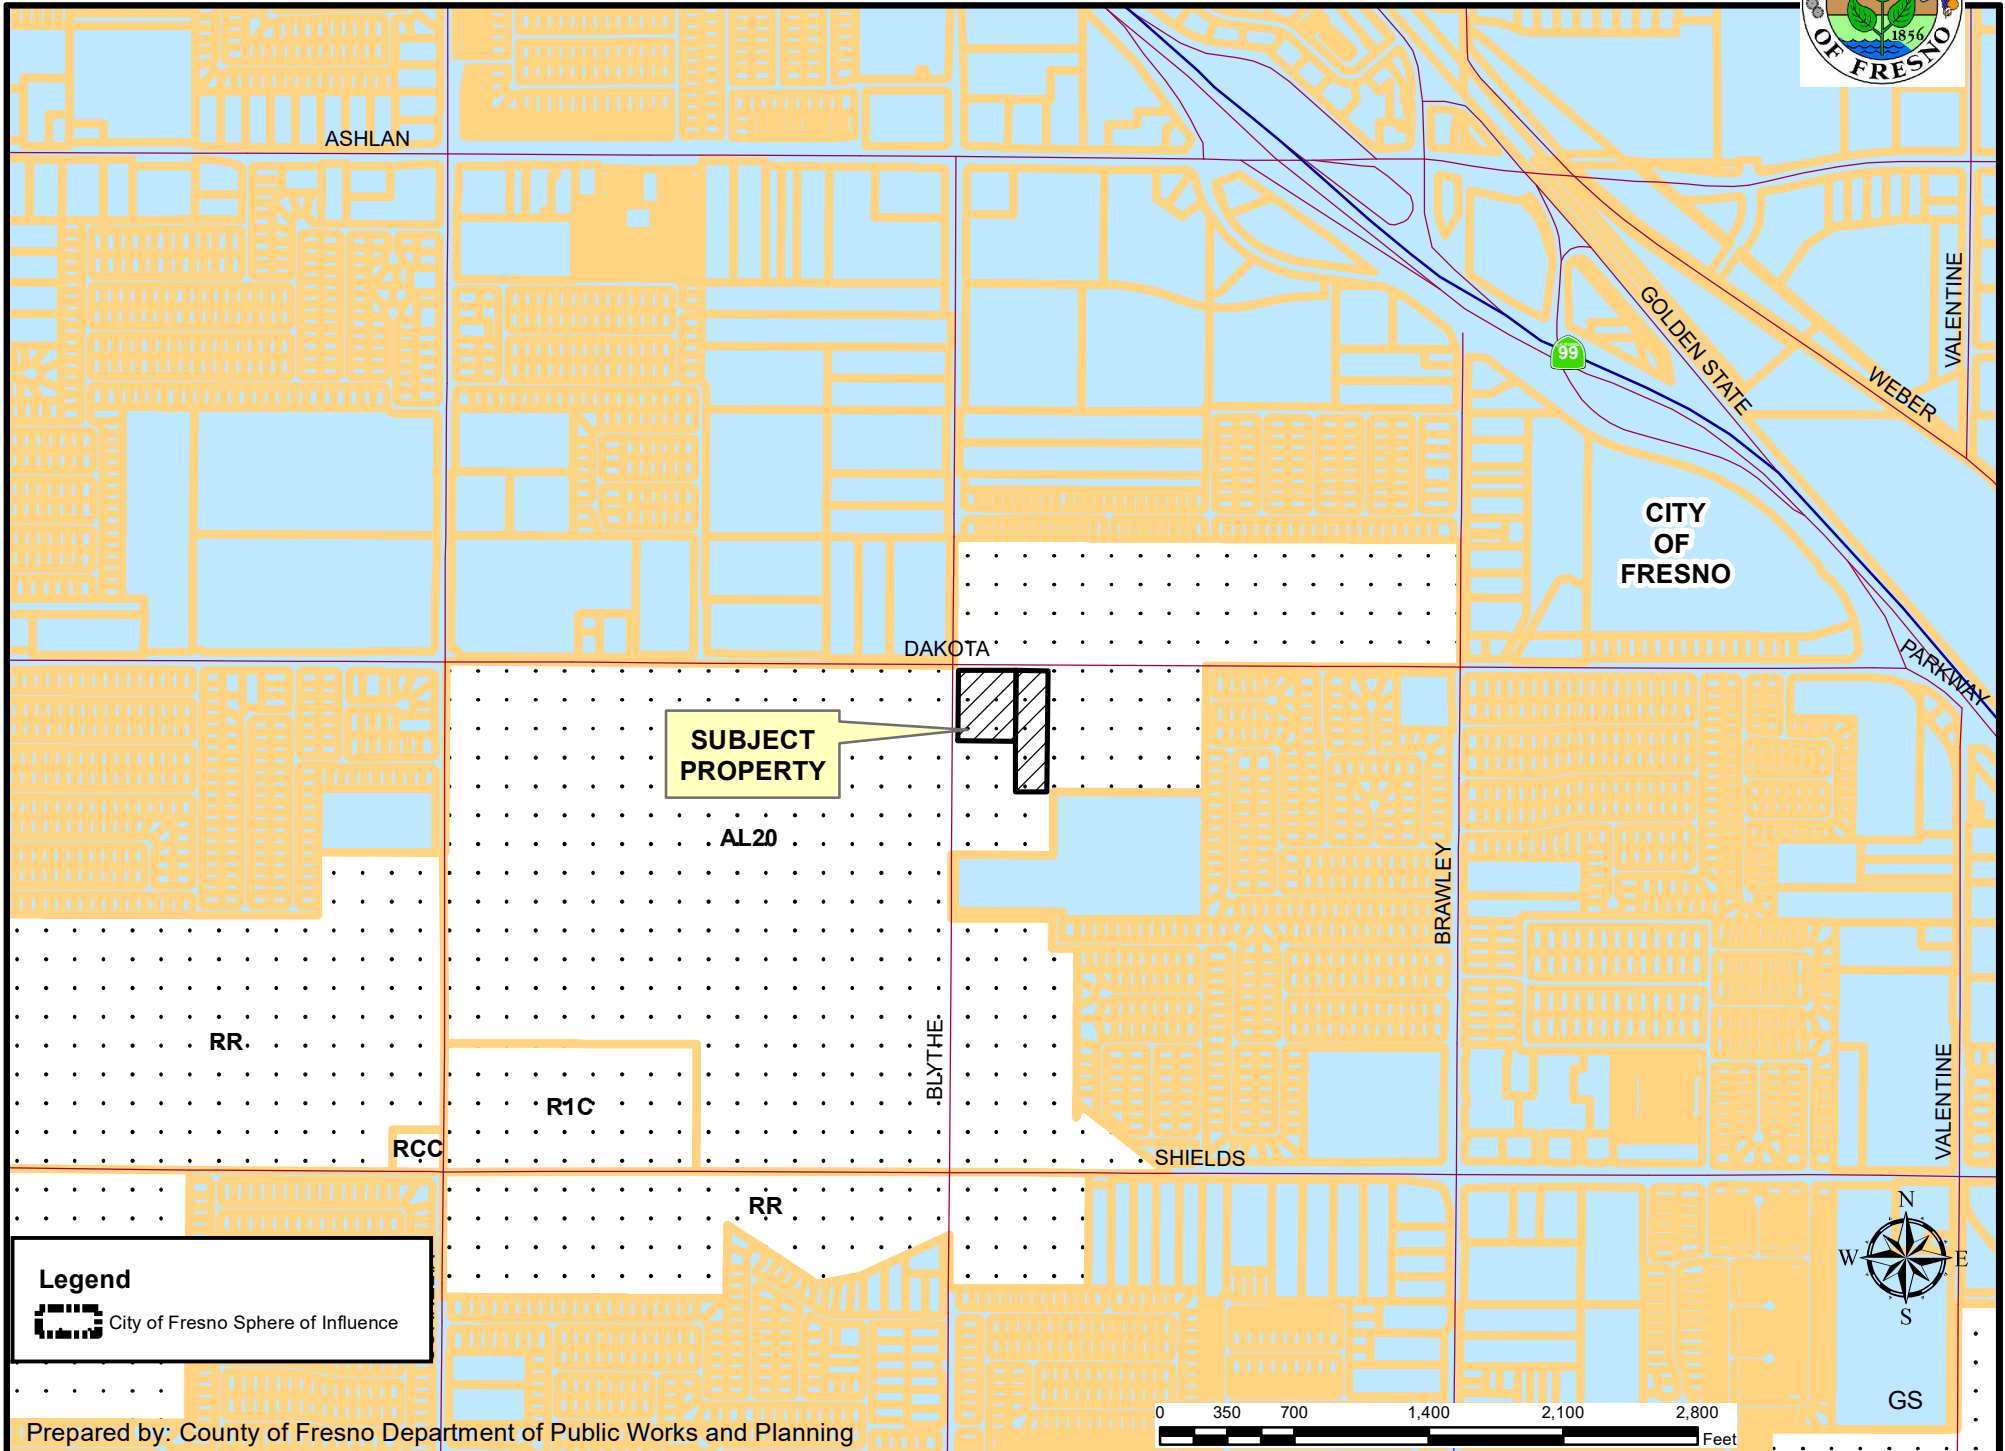 1856
OF FRESNO
ASHLAN
VALENTINE
GOLDEN STATE
99
WEBER
CITY
OF
FRESNO
DAKOTA
PARKWAY
SUBJECT
PROPERTY
AL20
BRAWLEY
RR
BLYTHE
R1C
VALENTINE
RCC
SHIELDS
RR
N
W
E
S
Legend
City of Fresno Sphere of Influence
GS
0 350 700 1,400 2,100 2,800
Feet
Prepared by: County of Fresno Department of Public Works and Planning